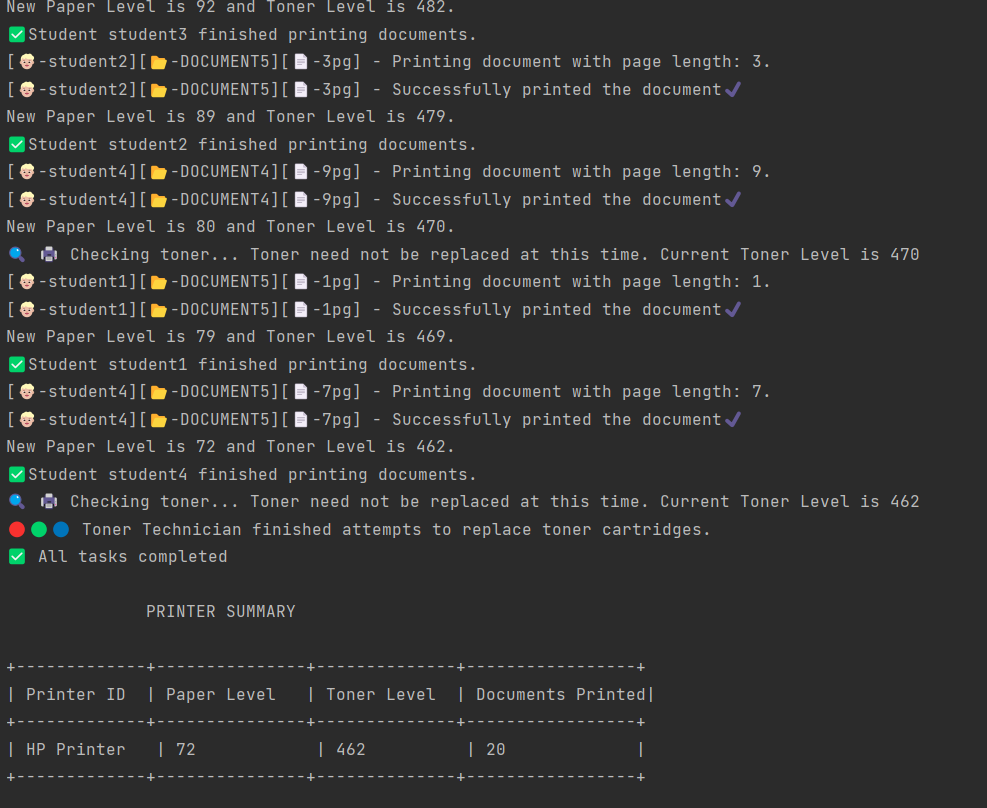 New Paper Level is 92 and Toner Level is 482.
✅Student student3 finished printing documents.
[👨🏼-student2][📂-DOCUMENT5][📄-3pg] - Printing document with page length: 3.
[👨🏼-student2][📂-DOCUMENT5][📄-3pg] - Successfully printed the document✔
New Paper Level is 89 and Toner Level is 479.
✅Student student2 finished printing documents.
[👨🏼-student4][📂-DOCUMENT4][📄-9pg] - Printing document with page length: 9.
[👨🏼-student4][📂-DOCUMENT4][📄-9pg] - Successfully printed the document✔
New Paper Level is 80 and Toner Level is 470.
🔍 🖨 Checking toner... Toner need not be replaced at this time. Current Toner Level is 470
[👨🏼-student1][📂-DOCUMENT5][📄-1pg] - Printing document with page length: 1.
[👨🏼-student1][📂-DOCUMENT5][📄-1pg] - Successfully printed the document✔
New Paper Level is 79 and Toner Level is 469.
✅Student student1 finished printing documents.
[👨🏼-student4][📂-DOCUMENT5][📄-7pg] - Printing document with page length: 7.
[👨🏼-student4][📂-DOCUMENT5][📄-7pg] - Successfully printed the document✔
New Paper Level is 72 and Toner Level is 462.
✅Student student4 finished printing documents.
🔍 🖨 Checking toner... Toner need not be replaced at this time. Current Toner Level is 462
🔴🟢🔵 Toner Technician finished attempts to replace toner cartridges.
✅ All tasks completed
PRINTER SUMMARY
+-------------+---------------+--------------+-----------------+
| Printer ID  | Paper Level   | Toner Level  | Documents Printed|
+-------------+---------------+--------------+-----------------+
| HP Printer   | 72            | 462          | 20             |
+-------------+---------------+--------------+-----------------+